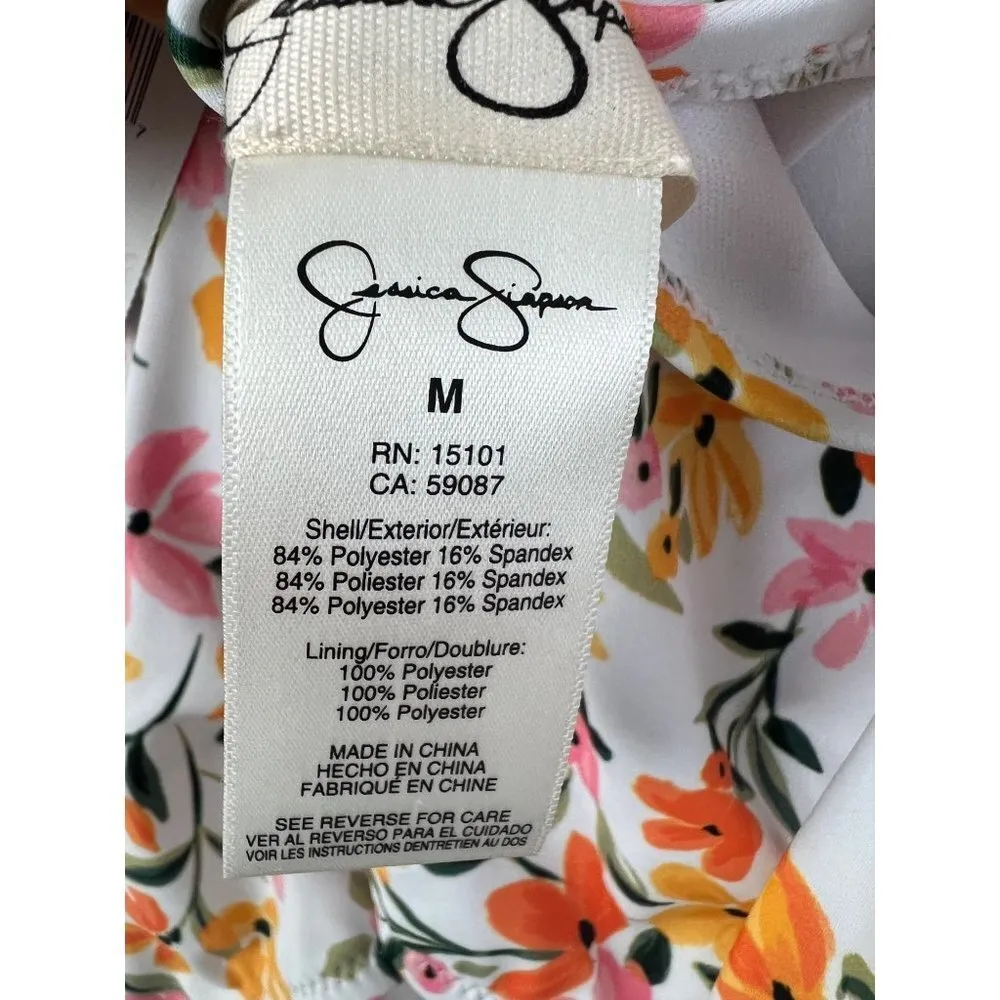 Jessica Simpson
M
RN: 15101
CA: 59087
Shell/Exterior/Extérieur:
84% Polyester 16% Spandex
84% Poliester 16% Spandex
84% Polyester 16% Spandex
Lining/Forro/Doublure:
100% Polyester
100% Poliester
100% Polyester
MADE IN CHINA
HECHO EN CHINA
FABRIQUÉ EN CHINE
SEE REVERSE FOR CARE
VER AL REVERSO PARA EL CUIDADO
VOIR LES INSTRUCTIONS DENTRETIEN AU DOS